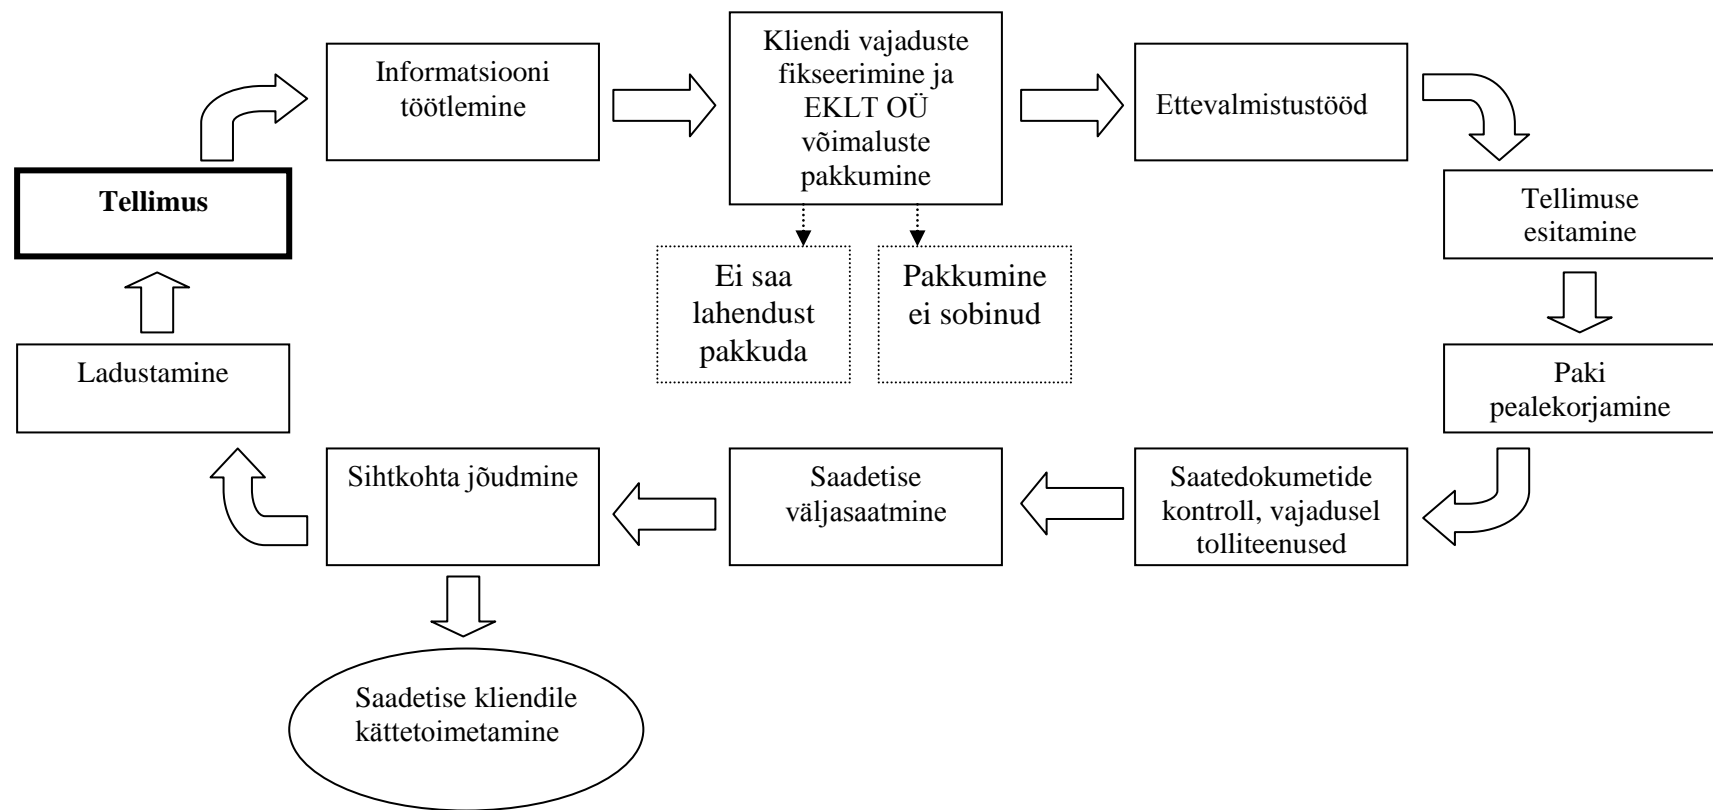 Tellimus
Informatsiooni
töötlemine
Kliendi vajaduste
fikseerimine ja
EKLT OÜ
võimaluste
pakkumine
Ei saa
lahendust
pakkuda
Pakkumine
ei sobinud
Ettevalmistustööd
Tellimuse
esitamine
Paki
pealekorjamine
Saatedokumetide
kontroll, vajadusel
tolliteenused
Saadetise
väljasaatmine
Sihtkohta jõudmine
Saadetise kliendile
kättetoimetamine
Ladustamine